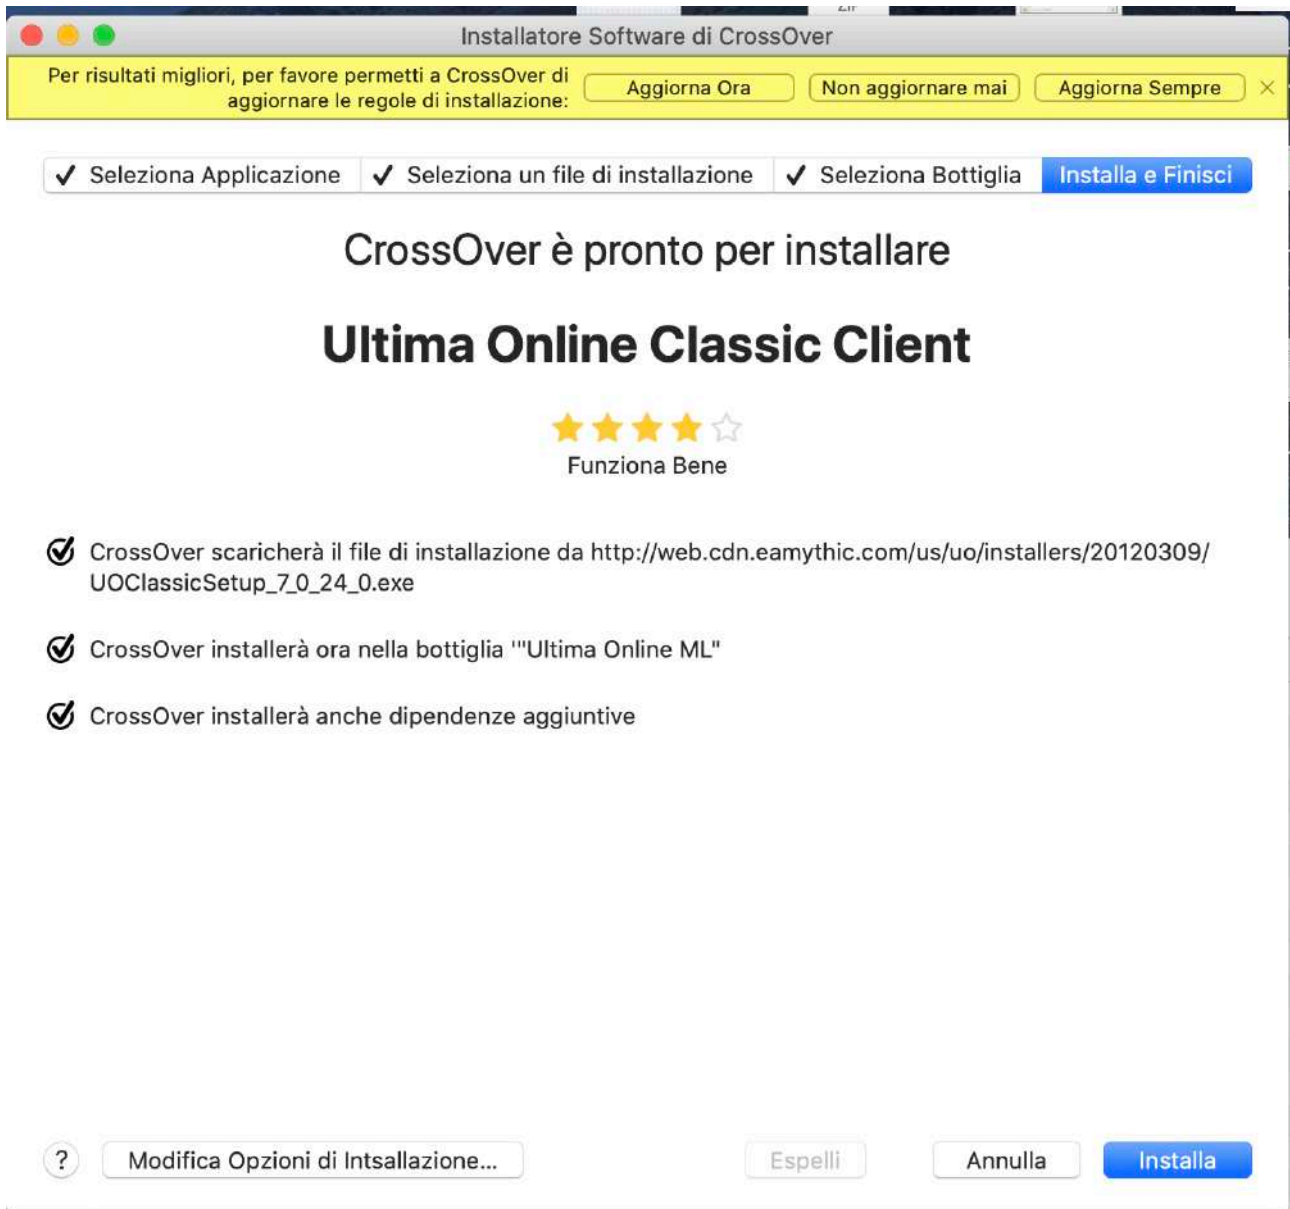 ZIP
Installatore Software di CrossOver
Per risultati migliori, per favore permetti a CrossOver di
aggiornare le regole di installazione:
Aggiorna Ora
Non aggiornare mai
Aggiorna Sempre
✓ Seleziona Applicazione
✓ Seleziona un file di installazione
✓ Seleziona Bottiglia
Installa e Finisci
CrossOver è pronto per installare
Ultima Online Classic Client
Funziona Bene
CrossOver scaricherà il file di installazione da http://web.cdn.eamythic.com/us/uo/installers/20120309/
UOClassicSetup_7_0_24_0.exe
CrossOver installerà ora nella bottiglia '"Ultima Online ML"
CrossOver installerà anche dipendenze aggiuntive
?
Modifica Opzioni di Intsallazione...
Espelli
Annulla
Installa